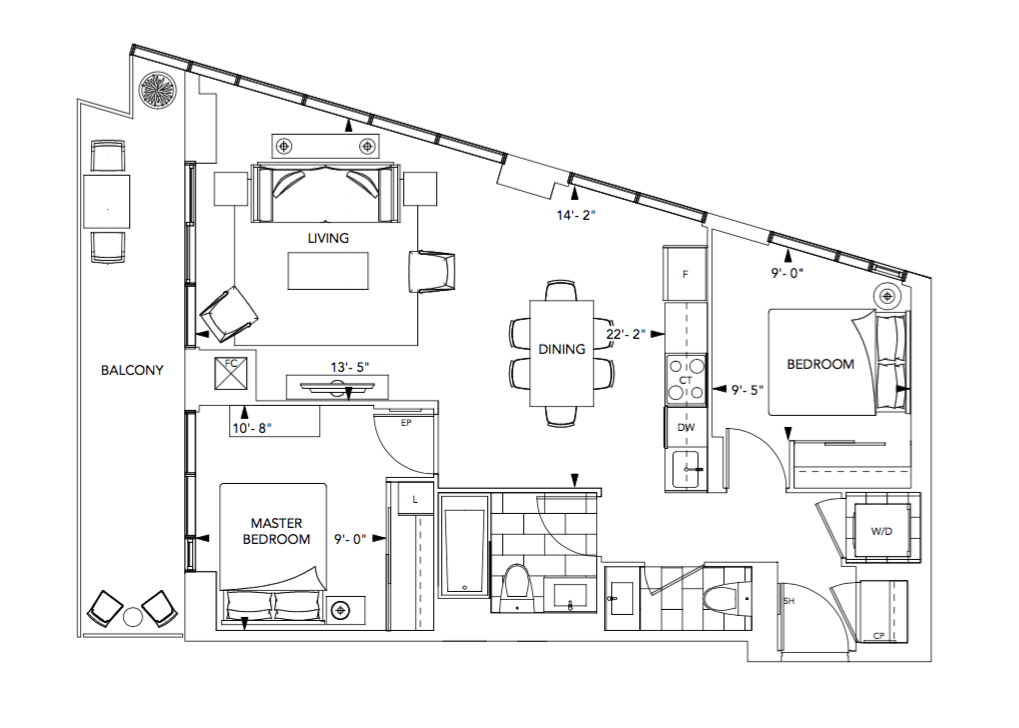 14'- 2"
LIVING
9'- 0"
F
22'- 2"
DINING
FC
13'- 5"
BALCONY
BEDROOM
CT
9'- 5"
10'- 8"
EP
DW
L
MASTER
BEDROOM
9'- 0"
W/D
SH
CP